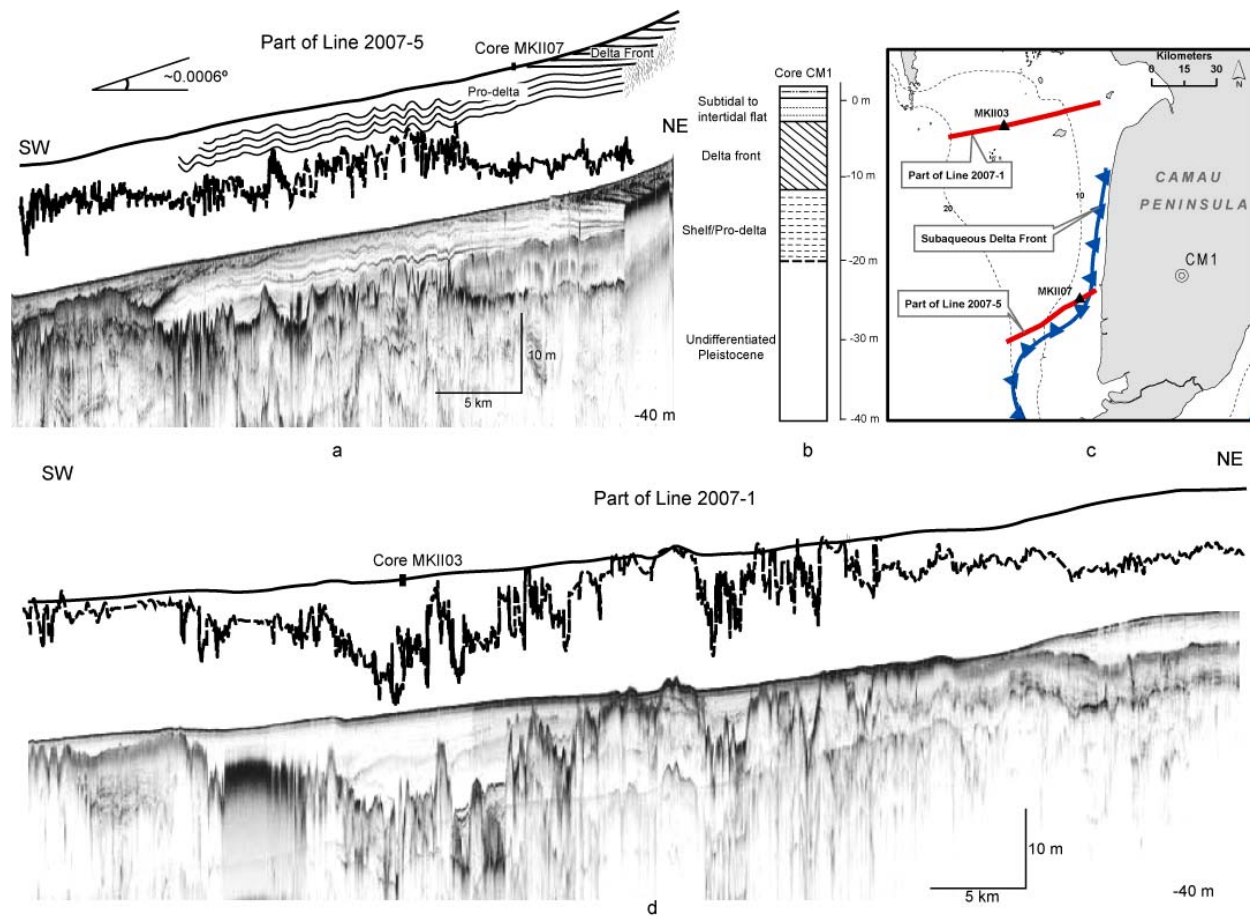 Part of Line 2007-5
Core MKII07
Delta Front
~0.0006º
Pro-delta
SW
NE
10 m
5 km
-40 m
a
Core CM1
Subtidal to
intertidal flat
Delta front
Shelf/Pro-delta
Undifferentiated
Pleistocene
0 m
-10 m
-20 m
-30 m
-40 m
b
Kilometers
0 15 30
N
0
MKII03
Part of Line 2007-1
10
20
CAMAU
PENINSULA
Subaqueous Delta Front
CM1
MKII07
Part of Line 2007-5
c
SW
NE
Part of Line 2007-1
Core MKII03
10 m
5 km
-40 m
d